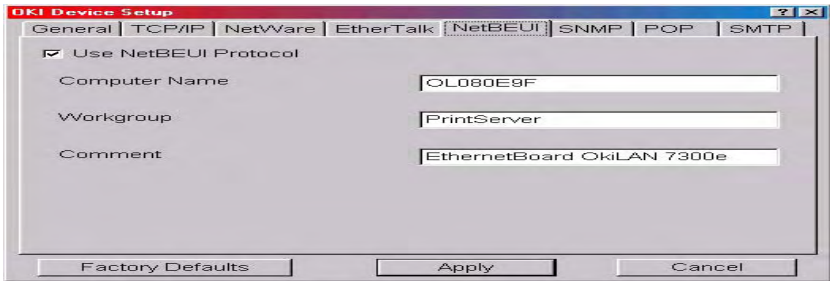 OKI Device Setup
General TCP/IP NetWare EtherTalk NetBEUI SNMP POP SMTP
Use NetBEUI Protocol
Computer Name OL080E9F
Workgroup PrintServer
Comment EthernetBoard OkiLAN 7300e
Factory Defaults Apply Cancel